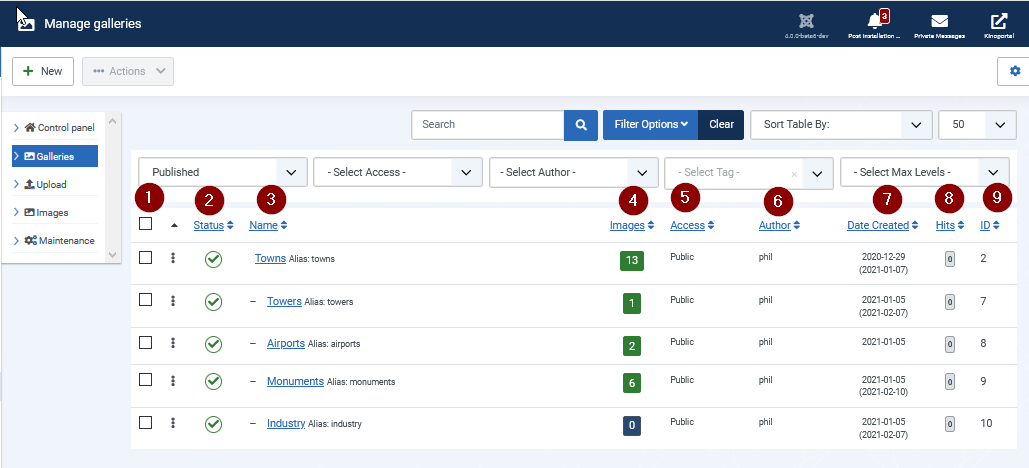 Manage galleries
4.0.0-beta6-dev
3
Post Installation ...
Private Messages
Kinoportal
+ New
••• Actions
Control panel
Galleries
Upload
Images
Maintenance
Search
Filter Options
Clear
Sort Table By:
50
Published
- Select Access -
- Select Author -
- Select Tag -
×
- Select Max Levels -
1 2 3 4 5 6 7 8 9
Status Name Images Access Author Date Created Hits ID
Towns Alias: towns 13 Public phil 2020-12-29 0 2
(2021-01-07)
– Towers Alias: towers 1 Public phil 2021-01-05 0 7
(2021-02-07)
– Airports Alias: airports 2 Public phil 2021-01-05 0 8
– Monuments Alias: monuments 6 Public phil 2021-01-05 0 9
(2021-02-10)
– Industry Alias: industry 0 Public phil 2021-01-05 0 10
(2021-02-07)